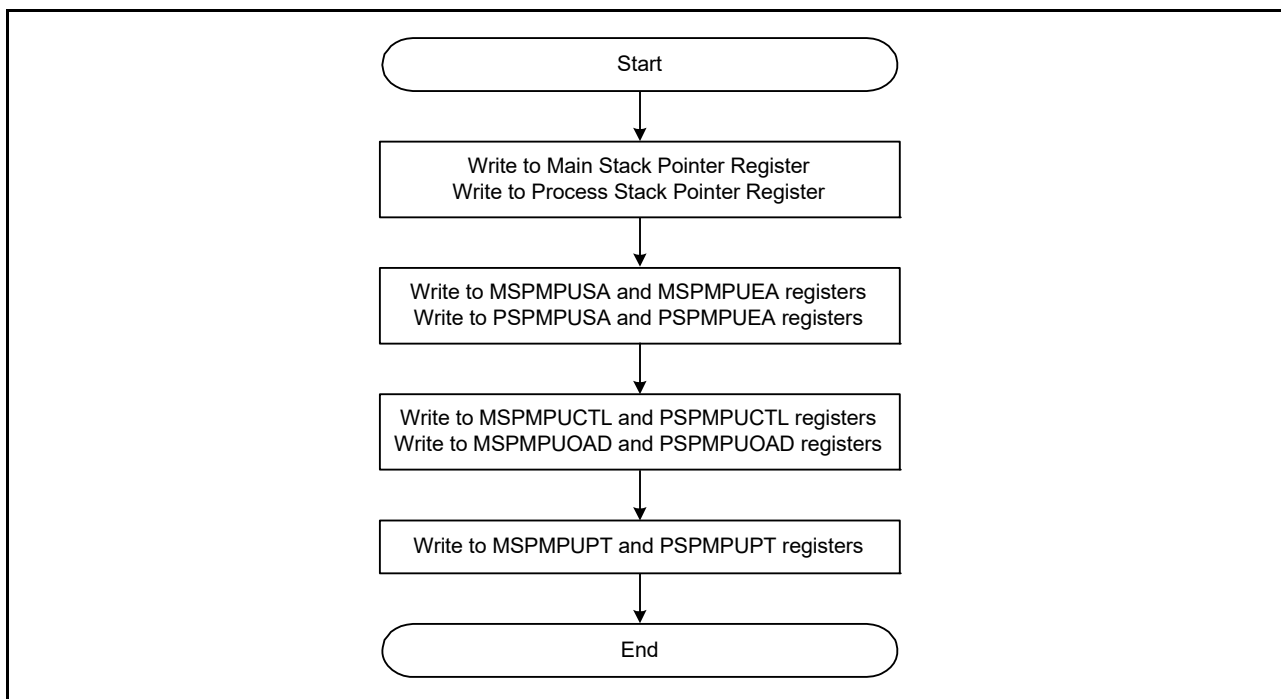 Start
Write to Main Stack Pointer Register
Write to Process Stack Pointer Register
Write to MSPMPUSA and MSPMPUEA registers
Write to PSPMPUSA and PSPMPUEA registers
Write to MSPMPUCTL and PSPMPUCTL registers
Write to MSPMPUOAD and PSPMPUOAD registers
Write to MSPMPUPT and PSPMPUPT registers
End